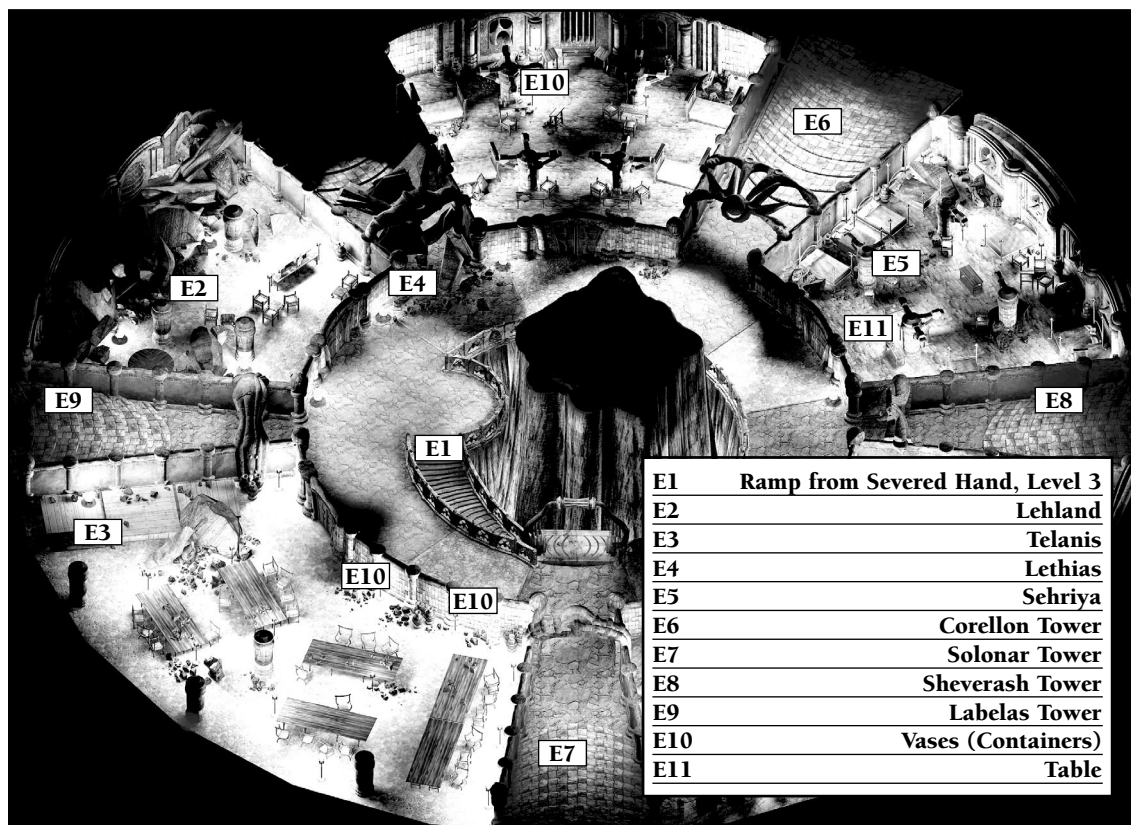 E10
E6
E5
E4
E2
E11
E9
E8
E1
E3
E10
E10
E7
E1 Ramp from Severed Hand, Level 3
E2 Lehland
E3 Telanis
E4 Lethias
E5 Sehriya
E6 Corellon Tower
E7 Solonar Tower
E8 Sheverash Tower
E9 Labelas Tower
E10 Vases (Containers)
E11 Table